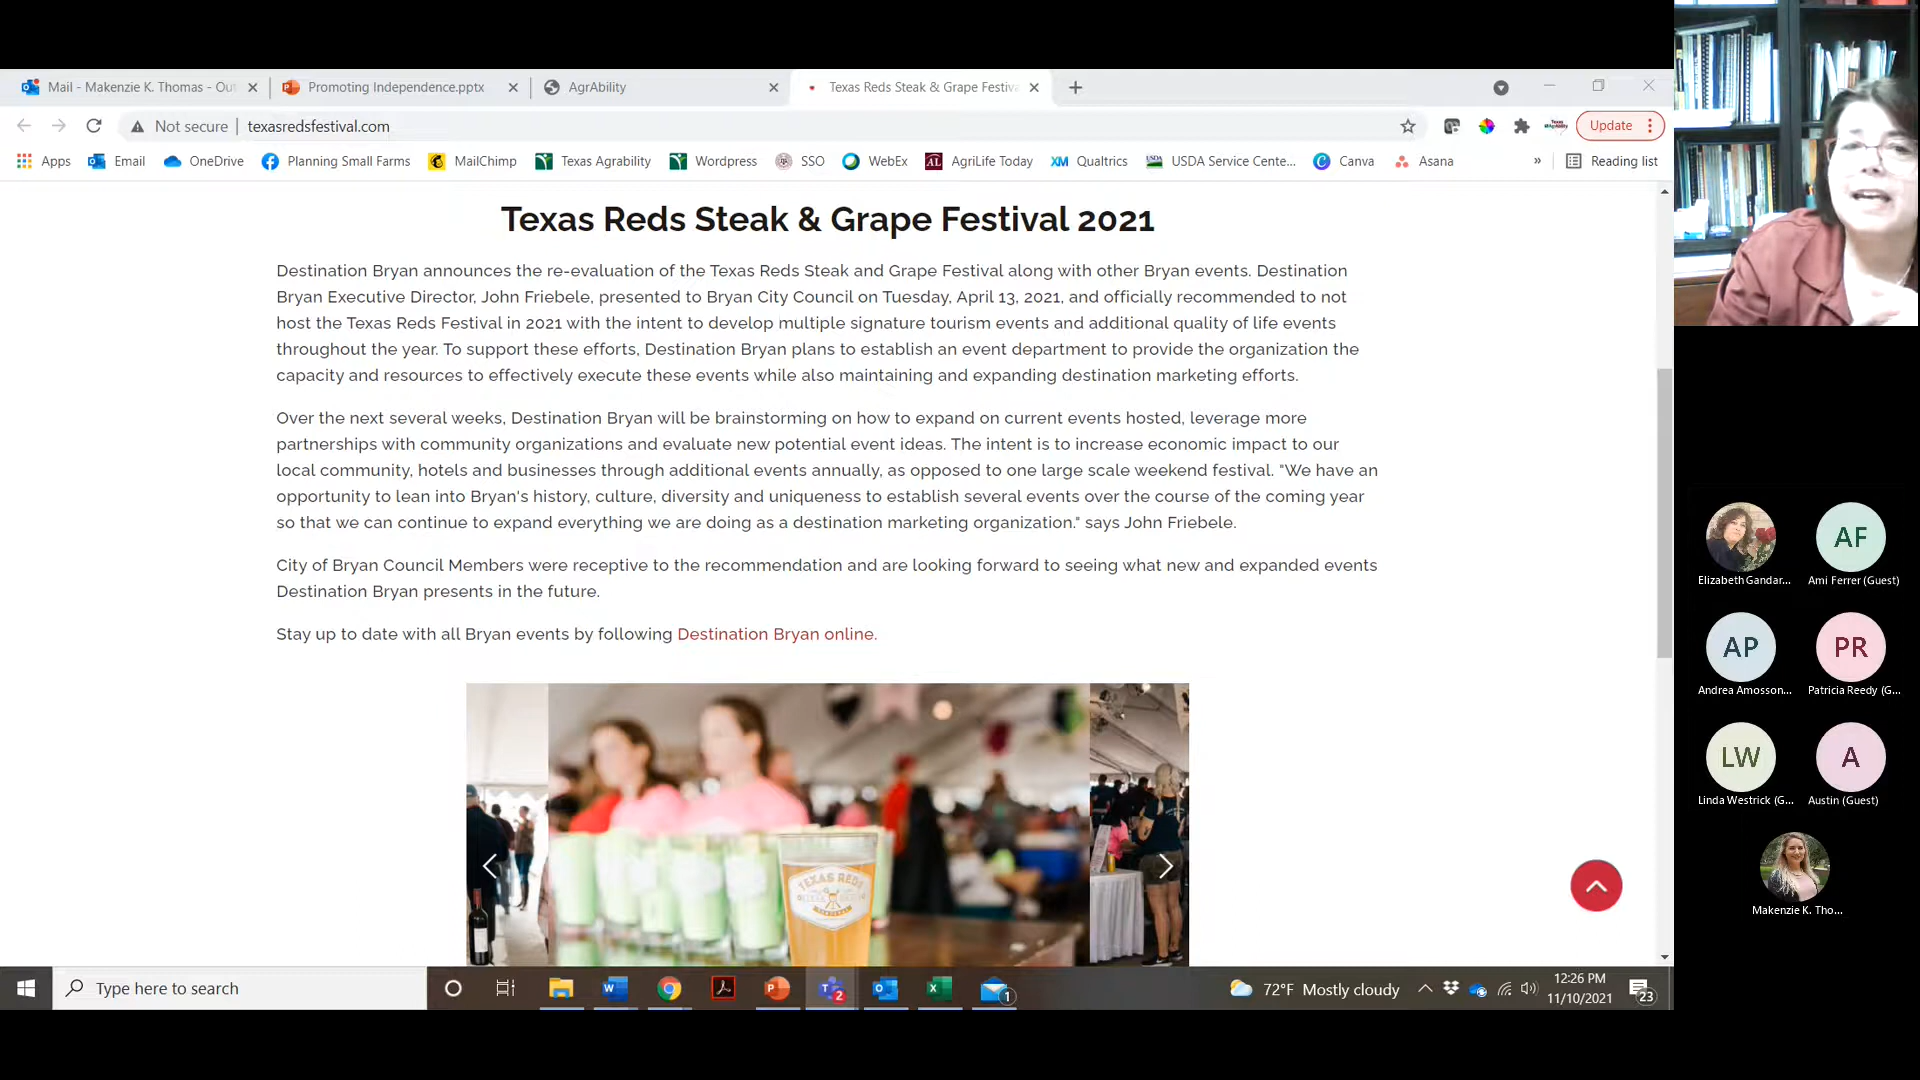 Mail - Makenzie K. Thomas - Out
Promoting Independence.pptx
AgrAbility
Texas Reds Steak & Grape Festiva
Not secure | texasredsfestival.com
Update
Apps
Email
OneDrive
Planning Small Farms
MailChimp
Texas Agrability
Wordpress
SSO
WebEx
AgriLife Today
Qualtrics
USDA Service Cente...
Canva
Asana
»
Reading list
Texas Reds Steak & Grape Festival 2021
Destination Bryan announces the re-evaluation of the Texas Reds Steak and Grape Festival along with other Bryan events. Destination
Bryan Executive Director, John Friebele, presented to Bryan City Council on Tuesday, April 13, 2021, and officially recommended to not
host the Texas Reds Festival in 2021 with the intent to develop multiple signature tourism events and additional quality of life events
throughout the year. To support these efforts, Destination Bryan plans to establish an event department to provide the organization the
capacity and resources to effectively execute these events while also maintaining and expanding destination marketing efforts.
Over the next several weeks, Destination Bryan will be brainstorming on how to expand on current events hosted, leverage more
partnerships with community organizations and evaluate new potential event ideas. The intent is to increase economic impact to our
local community, hotels and businesses through additional events annually, as opposed to one large scale weekend festival. "We have an
opportunity to lean into Bryan's history, culture, diversity and uniqueness to establish several events over the course of the coming year
so that we can continue to expand everything we are doing as a destination marketing organization." says John Friebele.
City of Bryan Council Members were receptive to the recommendation and are looking forward to seeing what new and expanded events
Destination Bryan presents in the future.
Stay up to date with all Bryan events by following Destination Bryan online.
TEXAS REDS
Elizabeth Gandar...
AF
Ami Ferrer (Guest)
AP
Andrea Amosson...
PR
Patricia Reedy (G...
LW
Linda Westrick (G...
A
Austin (Guest)
Makenzie K. Tho...
Type here to search
2
1
72°F Mostly cloudy
12:26 PM
11/10/2021
23